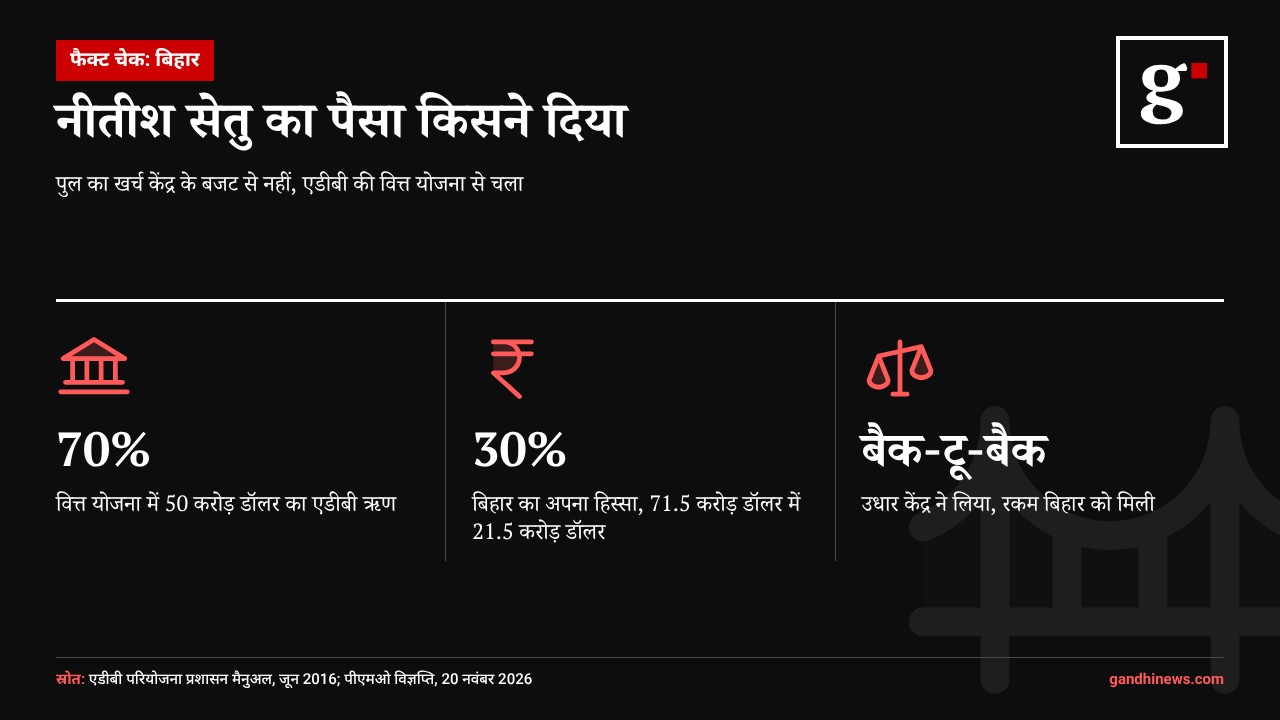 फैक्ट चेक: बिहार
नीतीश सेतु का पैसा किसने दिया
पुल का खर्च केंद्र के बजट से नहीं, एडीबी की वित्त योजना से चला
g
70%
वित्त योजना में 50 करोड़ डॉलर का एडीबी ऋण
30%
बिहार का अपना हिस्सा, 71.5 करोड़ डॉलर में
21.5 करोड़ डॉलर
बैक-टू-बैक
उधार केंद्र ने लिया, रकम बिहार को मिली
स्रोत: एडीबी परियोजना प्रशासन मैनुअल, जून 2016; पीएमओ विज्ञप्ति, 20 नवंबर 2026
gandhinews.com